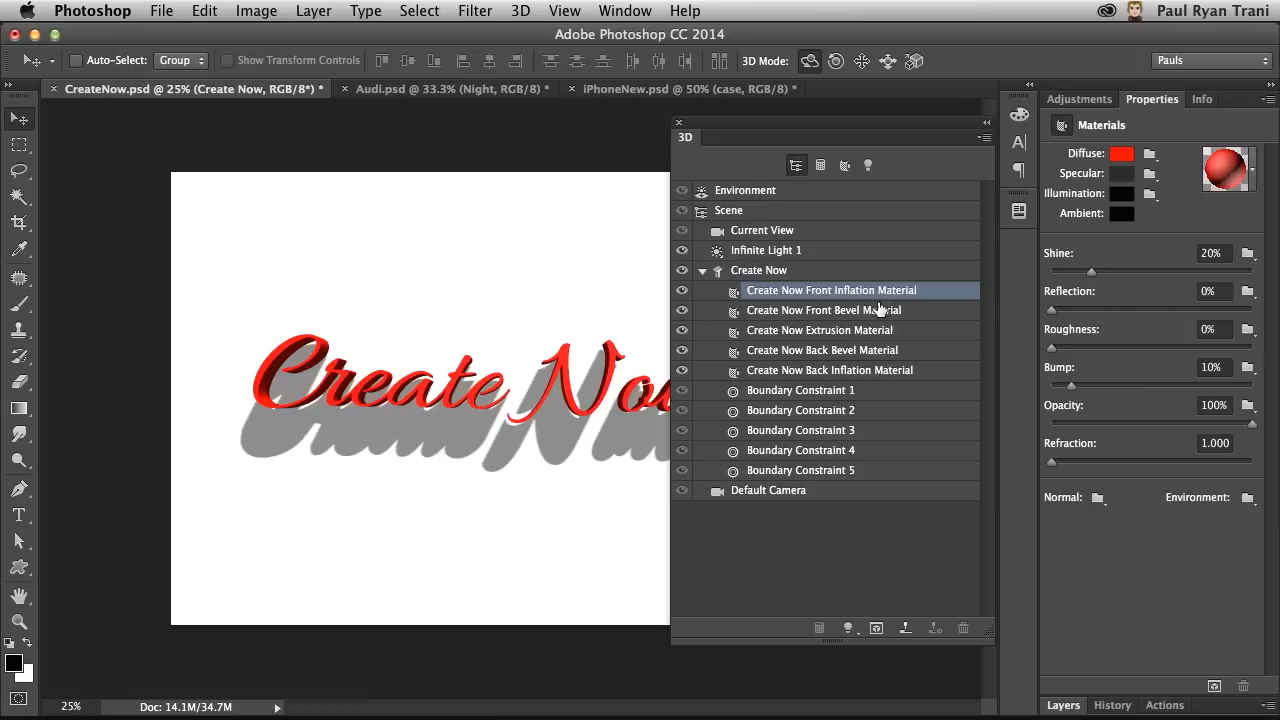 Photoshop File Edit Image Layer Type Select Filter 3D View Window Help Paul Ryan Trani
Adobe Photoshop CC 2014
Auto-Select: Group Show Transform Controls 3D Mode: Pauls
CreateNow.psd @ 25% (Create Now, RGB/8*) * Audi.psd @ 33.3% (Night, RGB/8) * iPhoneNew.psd @ 50% (case, RGB/8) *
Adjustments Properties Info
3D
Materials
Diffuse:
Specular:
Illumination:
Ambient:
Environment
Scene
Current View
Infinite Light 1
Create Now
Create Now Front Inflation Material
Create Now Front Bevel Material
Create Now Extrusion Material
Create Now Back Bevel Material
Create Now Back Inflation Material
Boundary Constraint 1
Boundary Constraint 2
Boundary Constraint 3
Boundary Constraint 4
Boundary Constraint 5
Default Camera
Shine: 20%
Reflection: 0%
Roughness: 0%
Bump: 10%
Opacity: 100%
Refraction: 1.000
Normal: Environment:
Create Now
25% Doc: 14.1M/34.7M
Layers History Actions